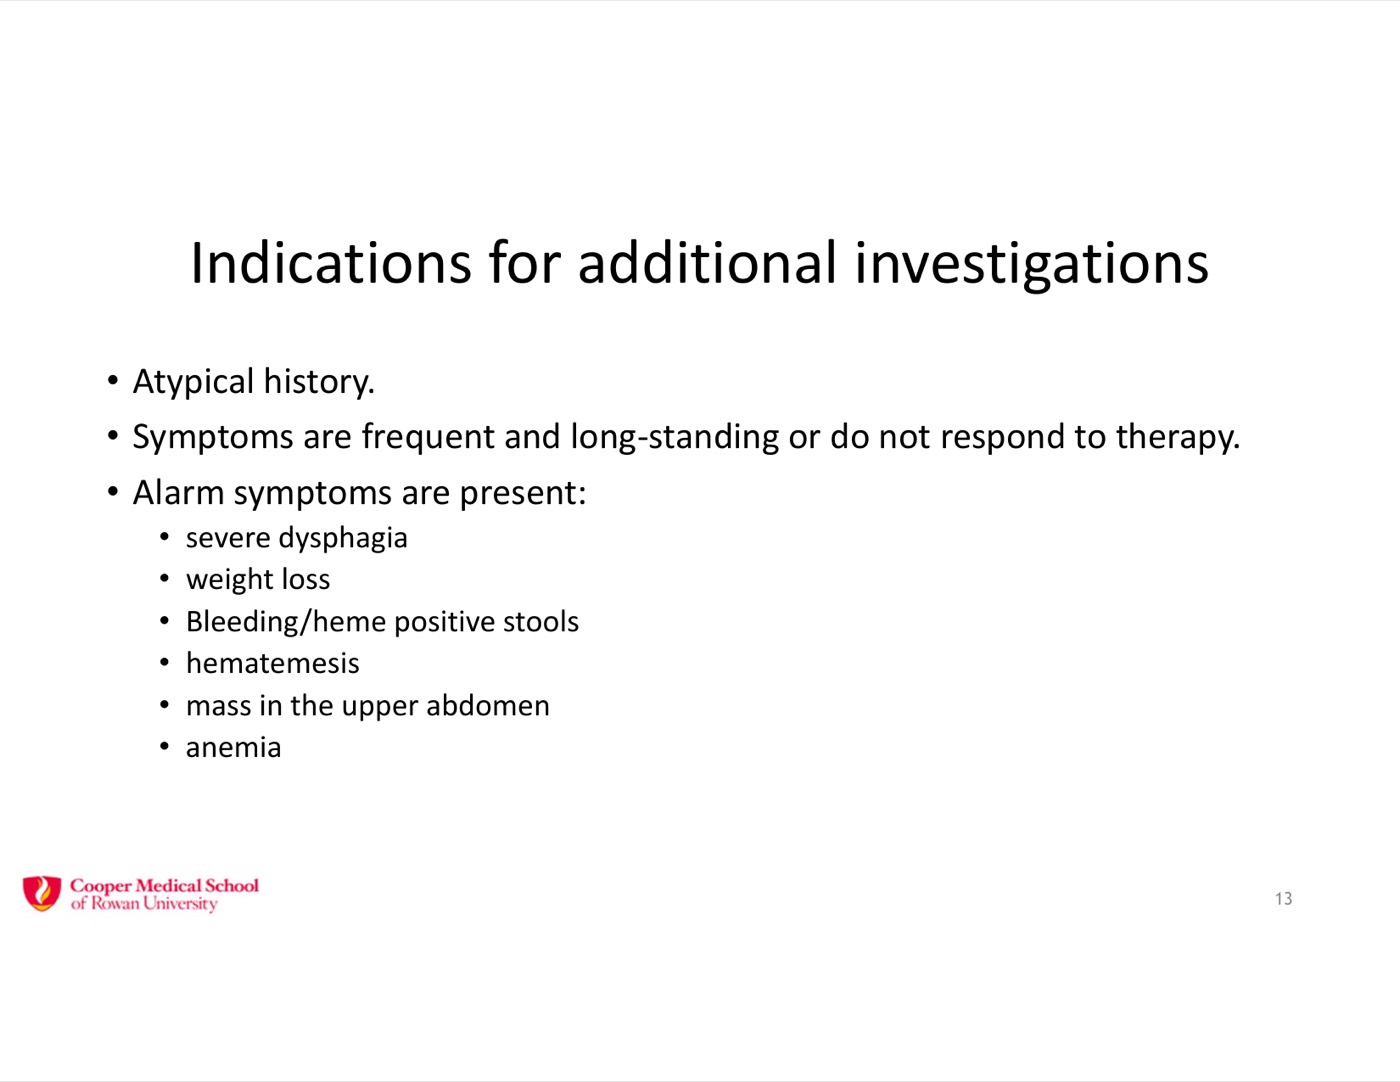 Indications for additional investigations
• Atypical history.
• Symptoms are frequent and long-standing or do not respond to therapy.
• Alarm symptoms are present:
• severe dysphagia
• weight loss
• Bleeding/heme positive stools
• hematemesis
• mass in the upper abdomen
• anemia
Cooper Medical School
of Rowan University
13